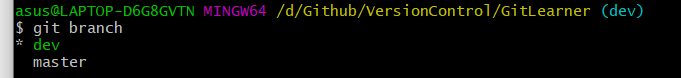 asus@LAPTOP-D6G8GVTN MINGW64 /d/Github/VersionControl/GitLearner (dev)
$ git branch
* dev
  master